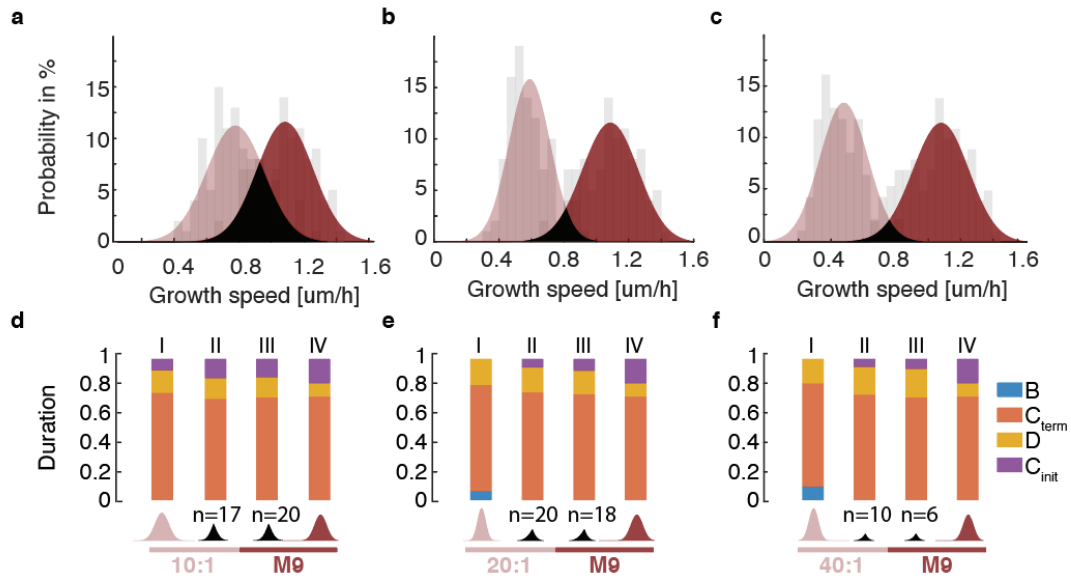 a
b
c
Probability in %
15
10
5
0
0 0.4 0.8 1.2 1.6
Growth speed [um/h]
15
10
5
0
0 0.4 0.8 1.2 1.6
Growth speed [um/h]
15
10
5
0
0 0.4 0.8 1.2 1.6
Growth speed [um/h]
d
e
f
Duration
1
0.8
0.6
0.4
0.2
0
I II III IV
n=17 n=20
10:1 M9
1
0.8
0.6
0.4
0.2
0
I II III IV
n=20 n=18
20:1 M9
1
0.8
0.6
0.4
0.2
0
I II III IV
n=10 n=6
40:1 M9
B
Cterm
D
Cinit